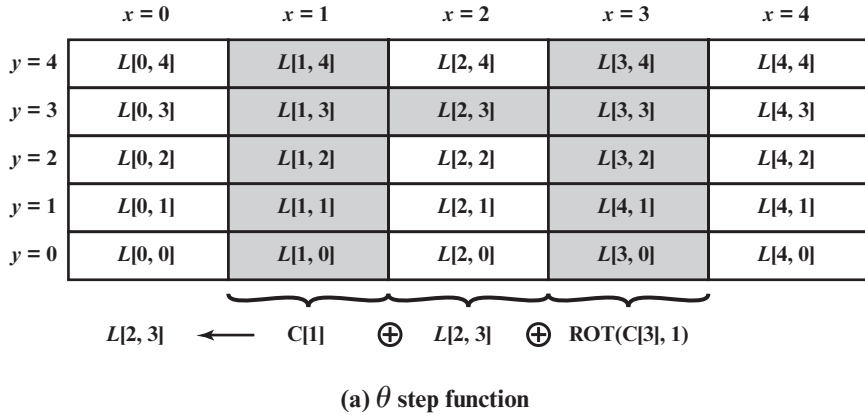 x = 0 x = 1 x = 2 x = 3 x = 4
y = 4 L[0, 4] L[1, 4] L[2, 4] L[3, 4] L[4, 4]
y = 3 L[0, 3] L[1, 3] L[2, 3] L[3, 3] L[4, 3]
y = 2 L[0, 2] L[1, 2] L[2, 2] L[3, 2] L[4, 2]
y = 1 L[0, 1] L[1, 1] L[2, 1] L[4, 1] L[4, 1]
y = 0 L[0, 0] L[1, 0] L[2, 0] L[3, 0] L[4, 0]
L[2, 3] ← C[1] ⊕ L[2, 3] ⊕ ROT(C[3], 1)
(a) θ step function